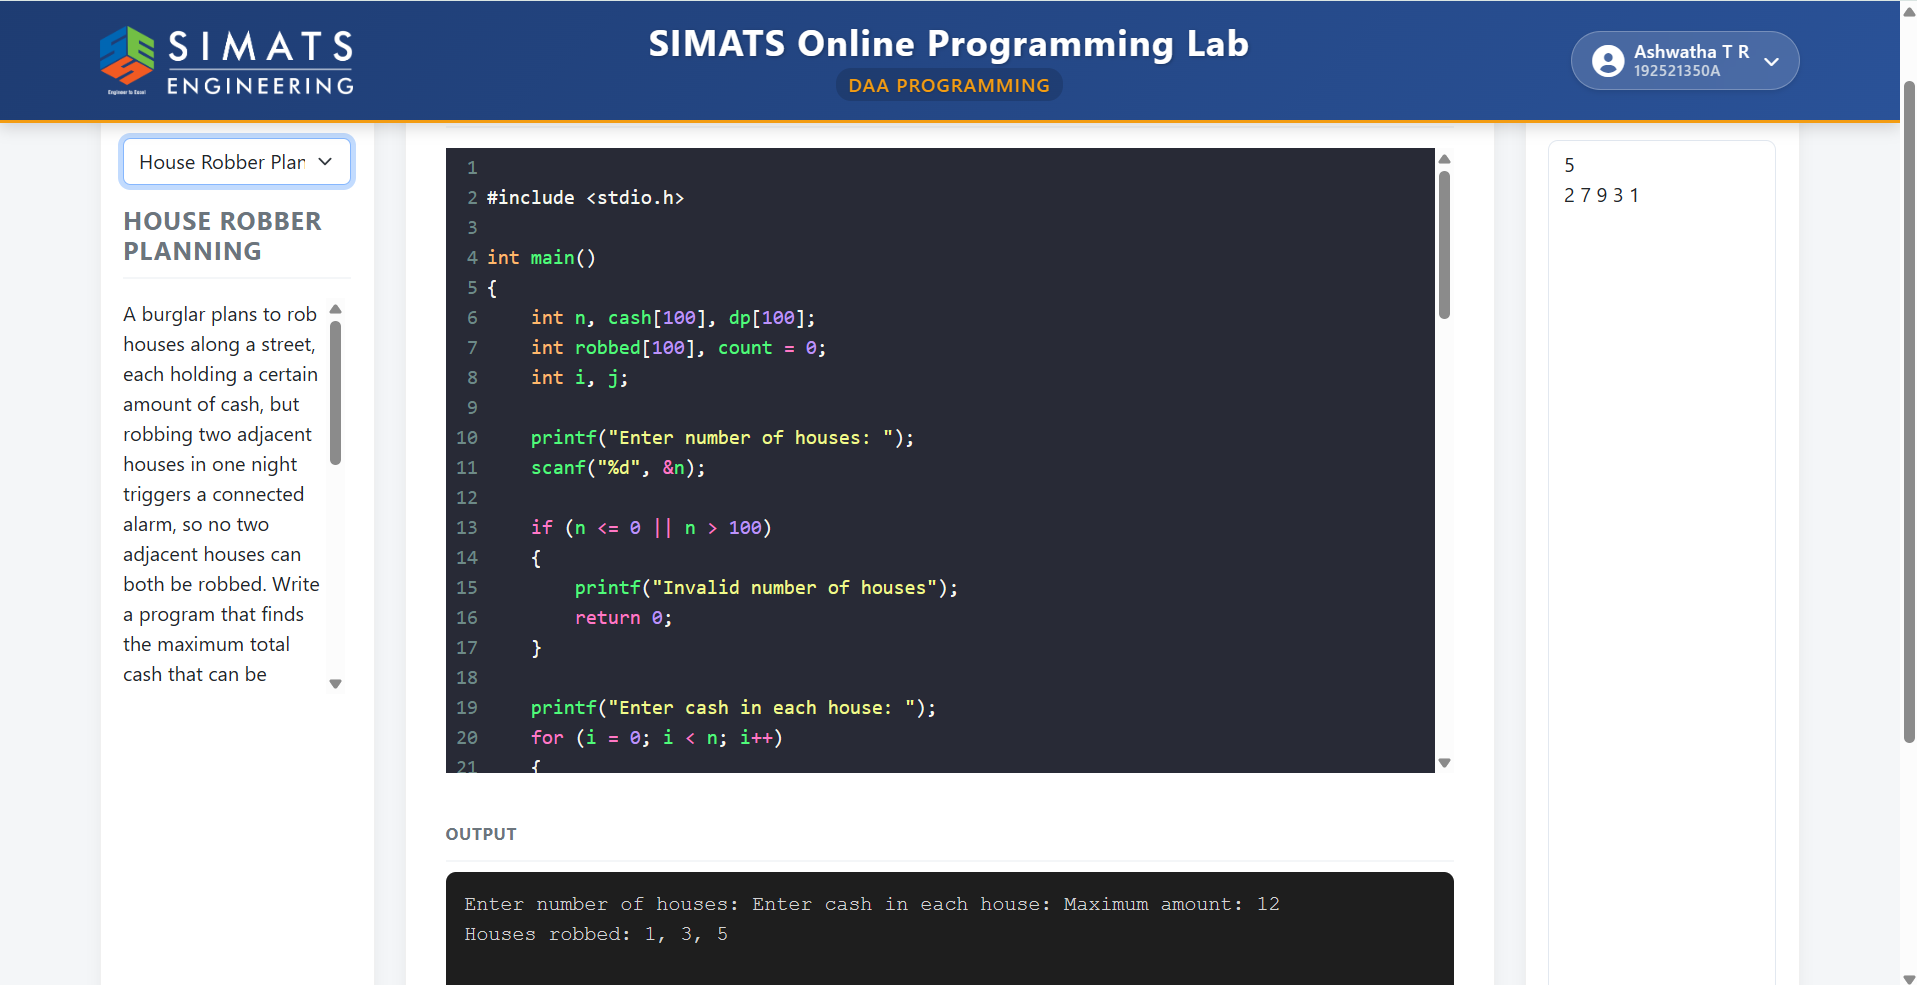 SIMATS
ENGINEERING
Engineer to Excel
SIMATS Online Programming Lab
DAA PROGRAMMING
Ashwatha T R
192521350A
House Robber Plan
HOUSE ROBBER
PLANNING
A burglar plans to rob
houses along a street,
each holding a certain
amount of cash, but
robbing two adjacent
houses in one night
triggers a connected
alarm, so no two
adjacent houses can
both be robbed. Write
a program that finds
the maximum total
cash that can be
1
2 #include <stdio.h>
3
4 int main()
5 {
6     int n, cash[100], dp[100];
7     int robbed[100], count = 0;
8     int i, j;
9
10     printf("Enter number of houses: ");
11     scanf("%d", &n);
12
13     if (n <= 0 || n > 100)
14     {
15         printf("Invalid number of houses");
16         return 0;
17     }
18
19     printf("Enter cash in each house: ");
20     for (i = 0; i < n; i++)
21     {
OUTPUT
Enter number of houses: Enter cash in each house: Maximum amount: 12
Houses robbed: 1, 3, 5
5
2 7 9 3 1